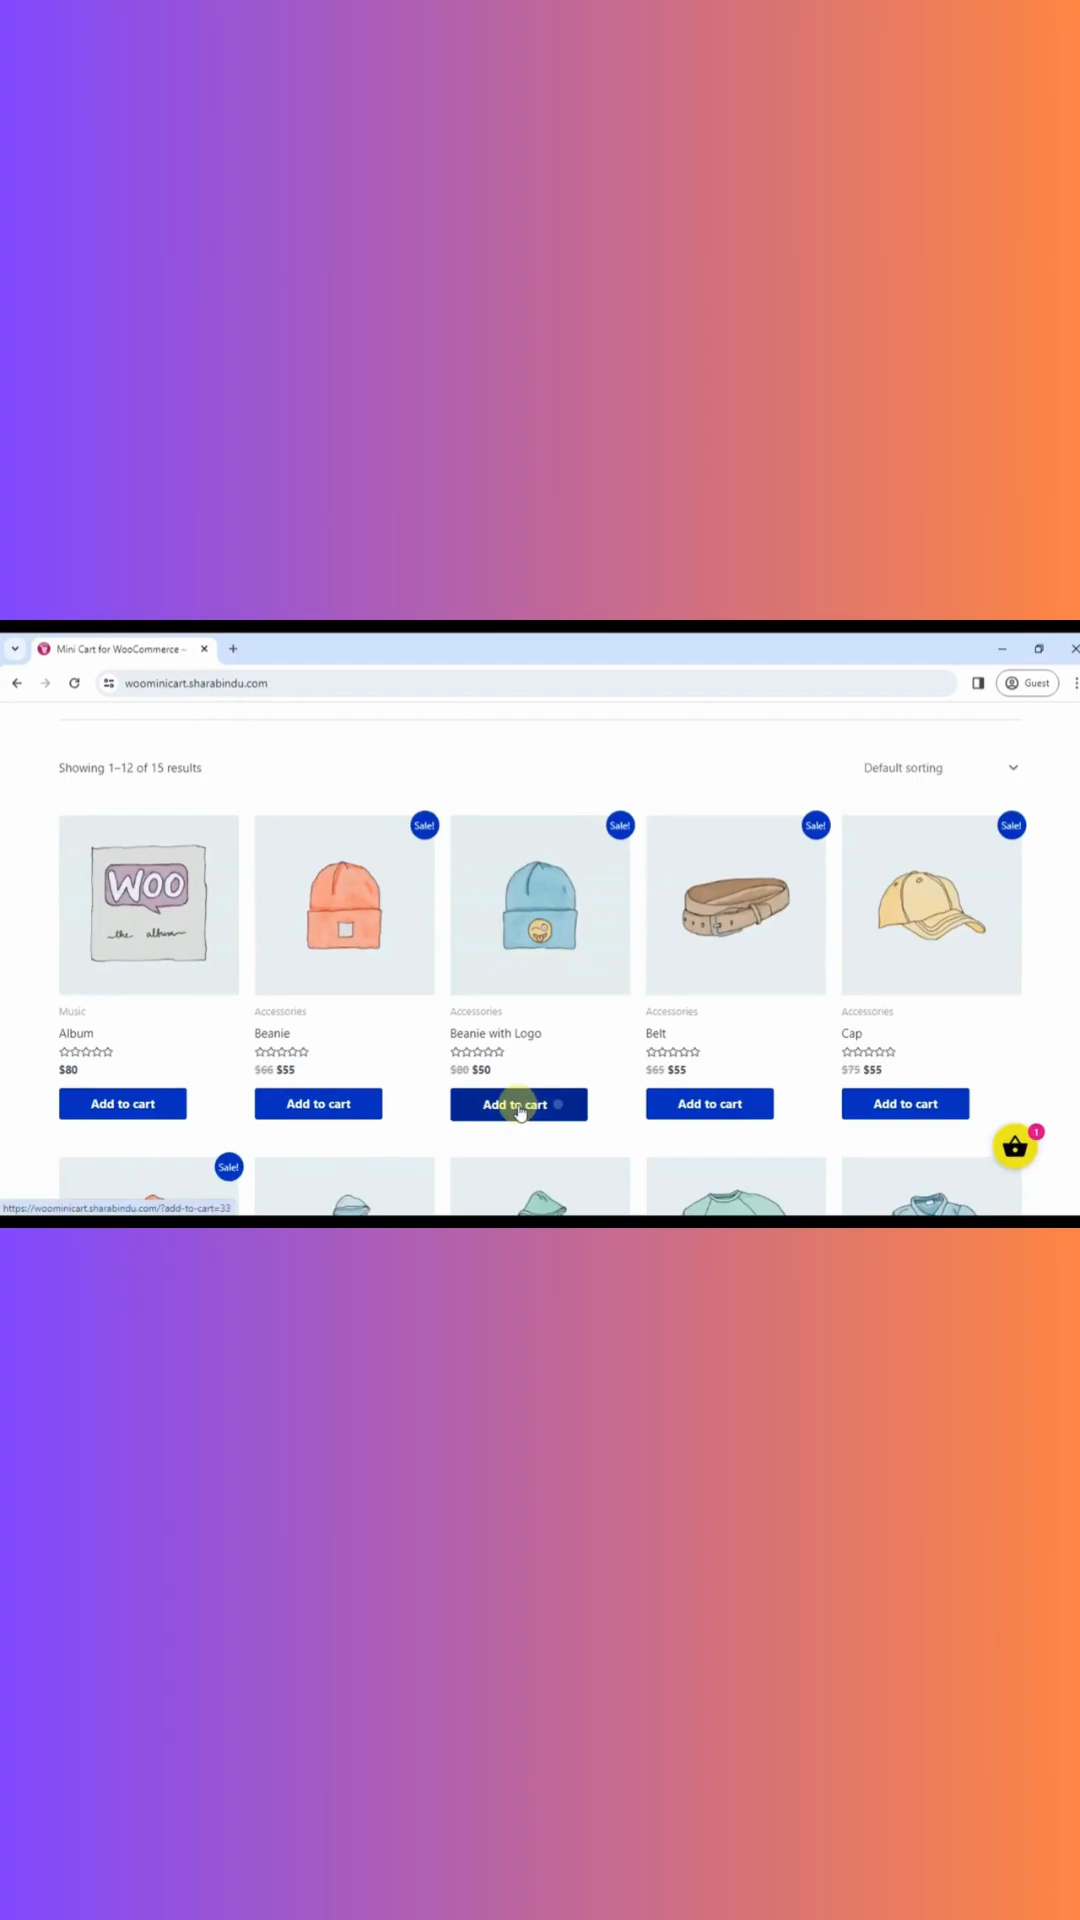 Mini Cart for WooCommerce –
woominicart.sharabindu.com
Guest
Showing 1–12 of 15 results
Default sorting
Sale!
Sale!
Sale!
Sale!
WOO
the album
Music
Accessories
Accessories
Accessories
Accessories
Album
Beanie
Beanie with Logo
Belt
Cap
$80
$66 $55
$80 $50
$65 $55
$75 $55
Add to cart
Add to cart
Add to cart
Add to cart
Add to cart
1
Sale!
https://woominicart.sharabindu.com/?add-to-cart=33